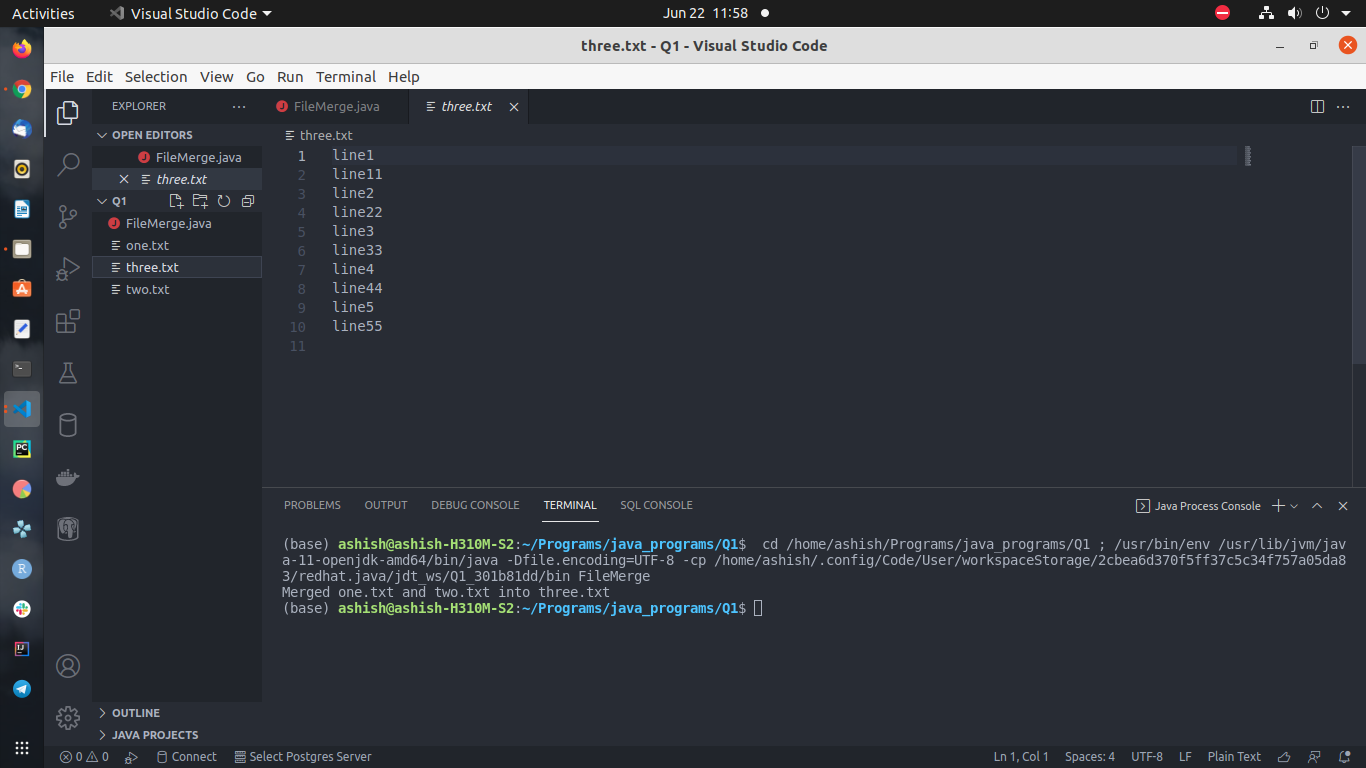 Activities Visual Studio Code Jun 22 11:58
three.txt - Q1 - Visual Studio Code
File Edit Selection View Go Run Terminal Help
EXPLORER
FileMerge.java three.txt
OPEN EDITORS
FileMerge.java
three.txt
Q1
FileMerge.java
one.txt
three.txt
two.txt
three.txt
1 line1
2 line11
3 line2
4 line22
5 line3
6 line33
7 line4
8 line44
9 line5
10 line55
11
PROBLEMS OUTPUT DEBUG CONSOLE TERMINAL SQL CONSOLE Java Process Console
(base) ashish@ashish-H310M-S2:~/Programs/java_programs/Q1$ cd /home/ashish/Programs/java_programs/Q1 ; /usr/bin/env /usr/lib/jvm/jav
a-11-openjdk-amd64/bin/java -Dfile.encoding=UTF-8 -cp /home/ashish/.config/Code/User/workspaceStorage/2cbea6d370f5ff37c5c34f757a05da8
3/redhat.java/jdt_ws/Q1_301b81dd/bin FileMerge
Merged one.txt and two.txt into three.txt
(base) ashish@ashish-H310M-S2:~/Programs/java_programs/Q1$
OUTLINE
JAVA PROJECTS
0 0 Connect Select Postgres Server Ln 1, Col 1 Spaces: 4 UTF-8 LF Plain Text
PC
R
IJ